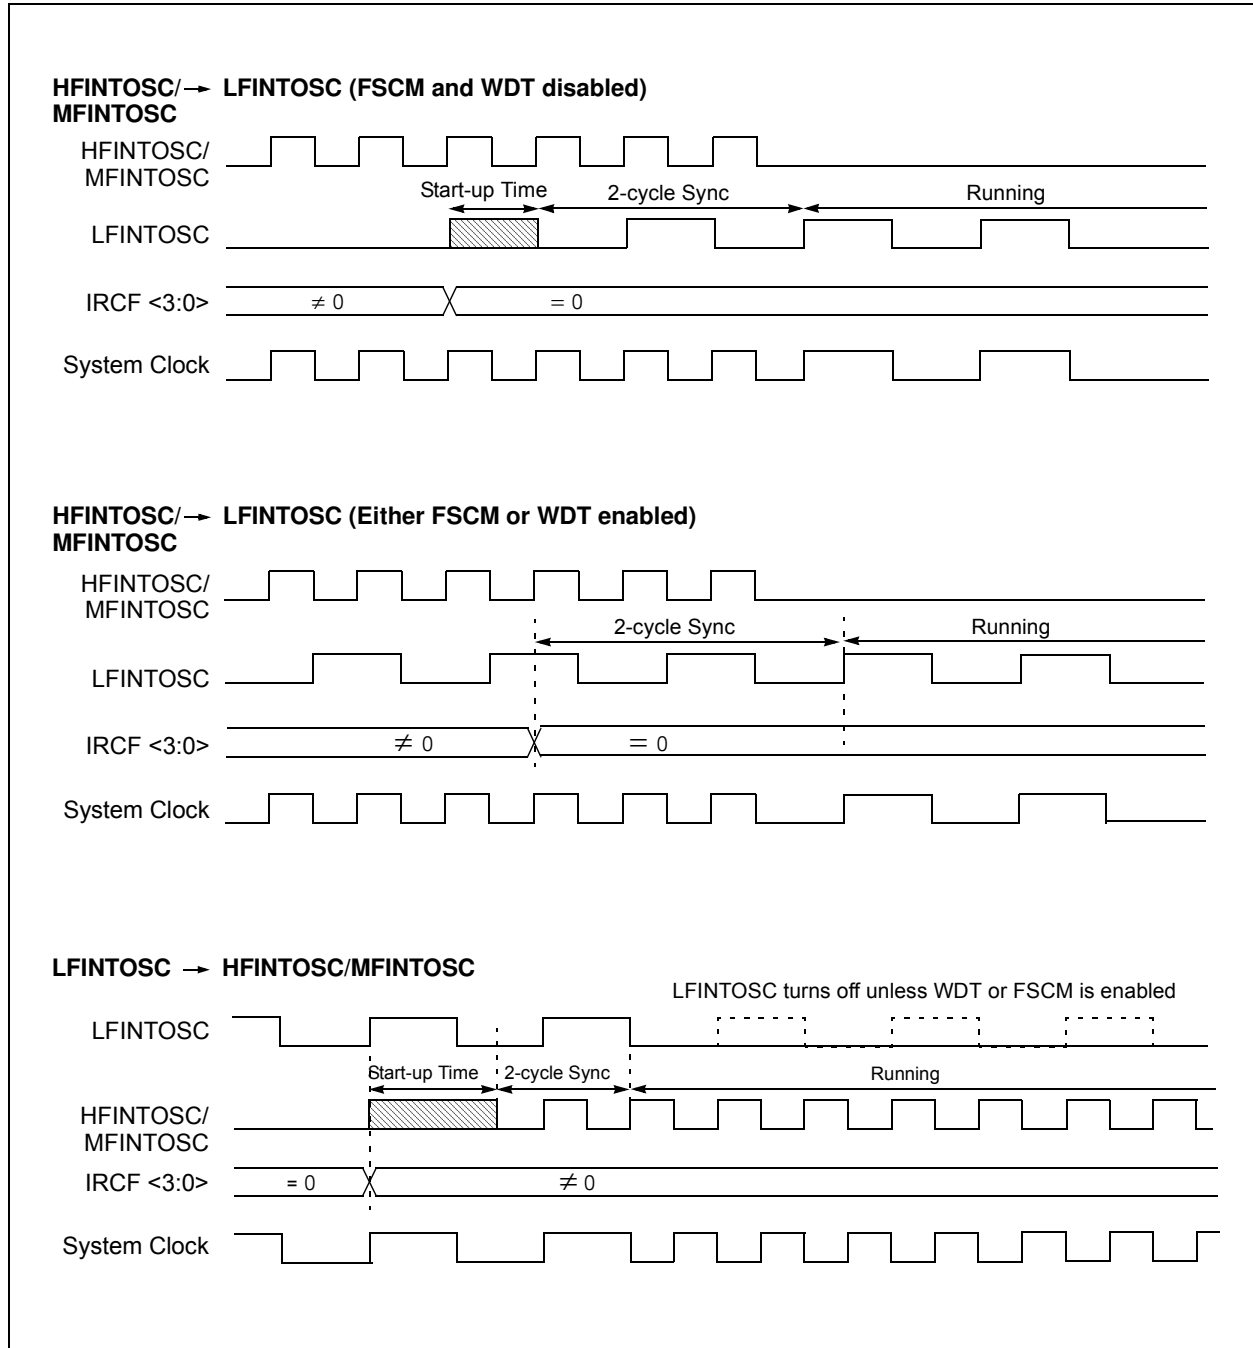 HFINTOSC/→ LFINTOSC (FSCM and WDT disabled)
MFINTOSC
HFINTOSC/
MFINTOSC
Start-up Time 2-cycle Sync Running
LFINTOSC
IRCF <3:0> ≠ 0 = 0
System Clock
HFINTOSC/→ LFINTOSC (Either FSCM or WDT enabled)
MFINTOSC
HFINTOSC/
MFINTOSC
2-cycle Sync Running
LFINTOSC
IRCF <3:0> ≠ 0 = 0
System Clock
LFINTOSC → HFINTOSC/MFINTOSC
LFINTOSC turns off unless WDT or FSCM is enabled
LFINTOSC
Start-up Time 2-cycle Sync Running
HFINTOSC/
MFINTOSC
IRCF <3:0> = 0 ≠ 0
System Clock